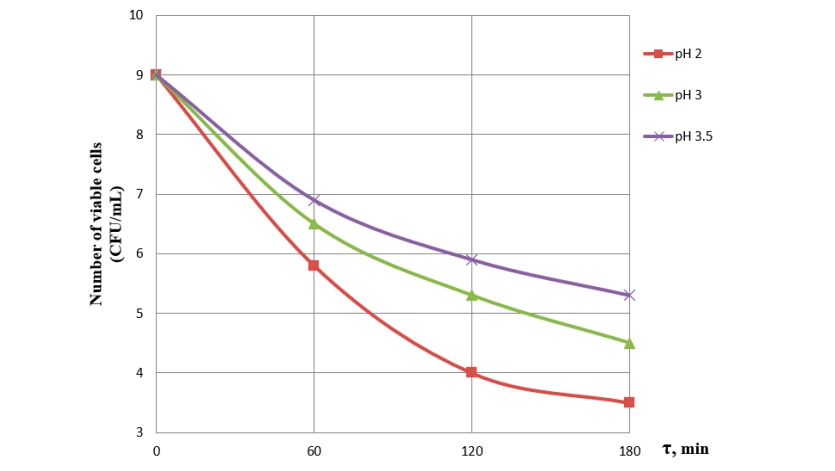 10
9
8
7
6
5
4
3
Number of viable cells
(CFU/mL)
0
60
120
180
τ, min
pH 2
pH 3
pH 3.5